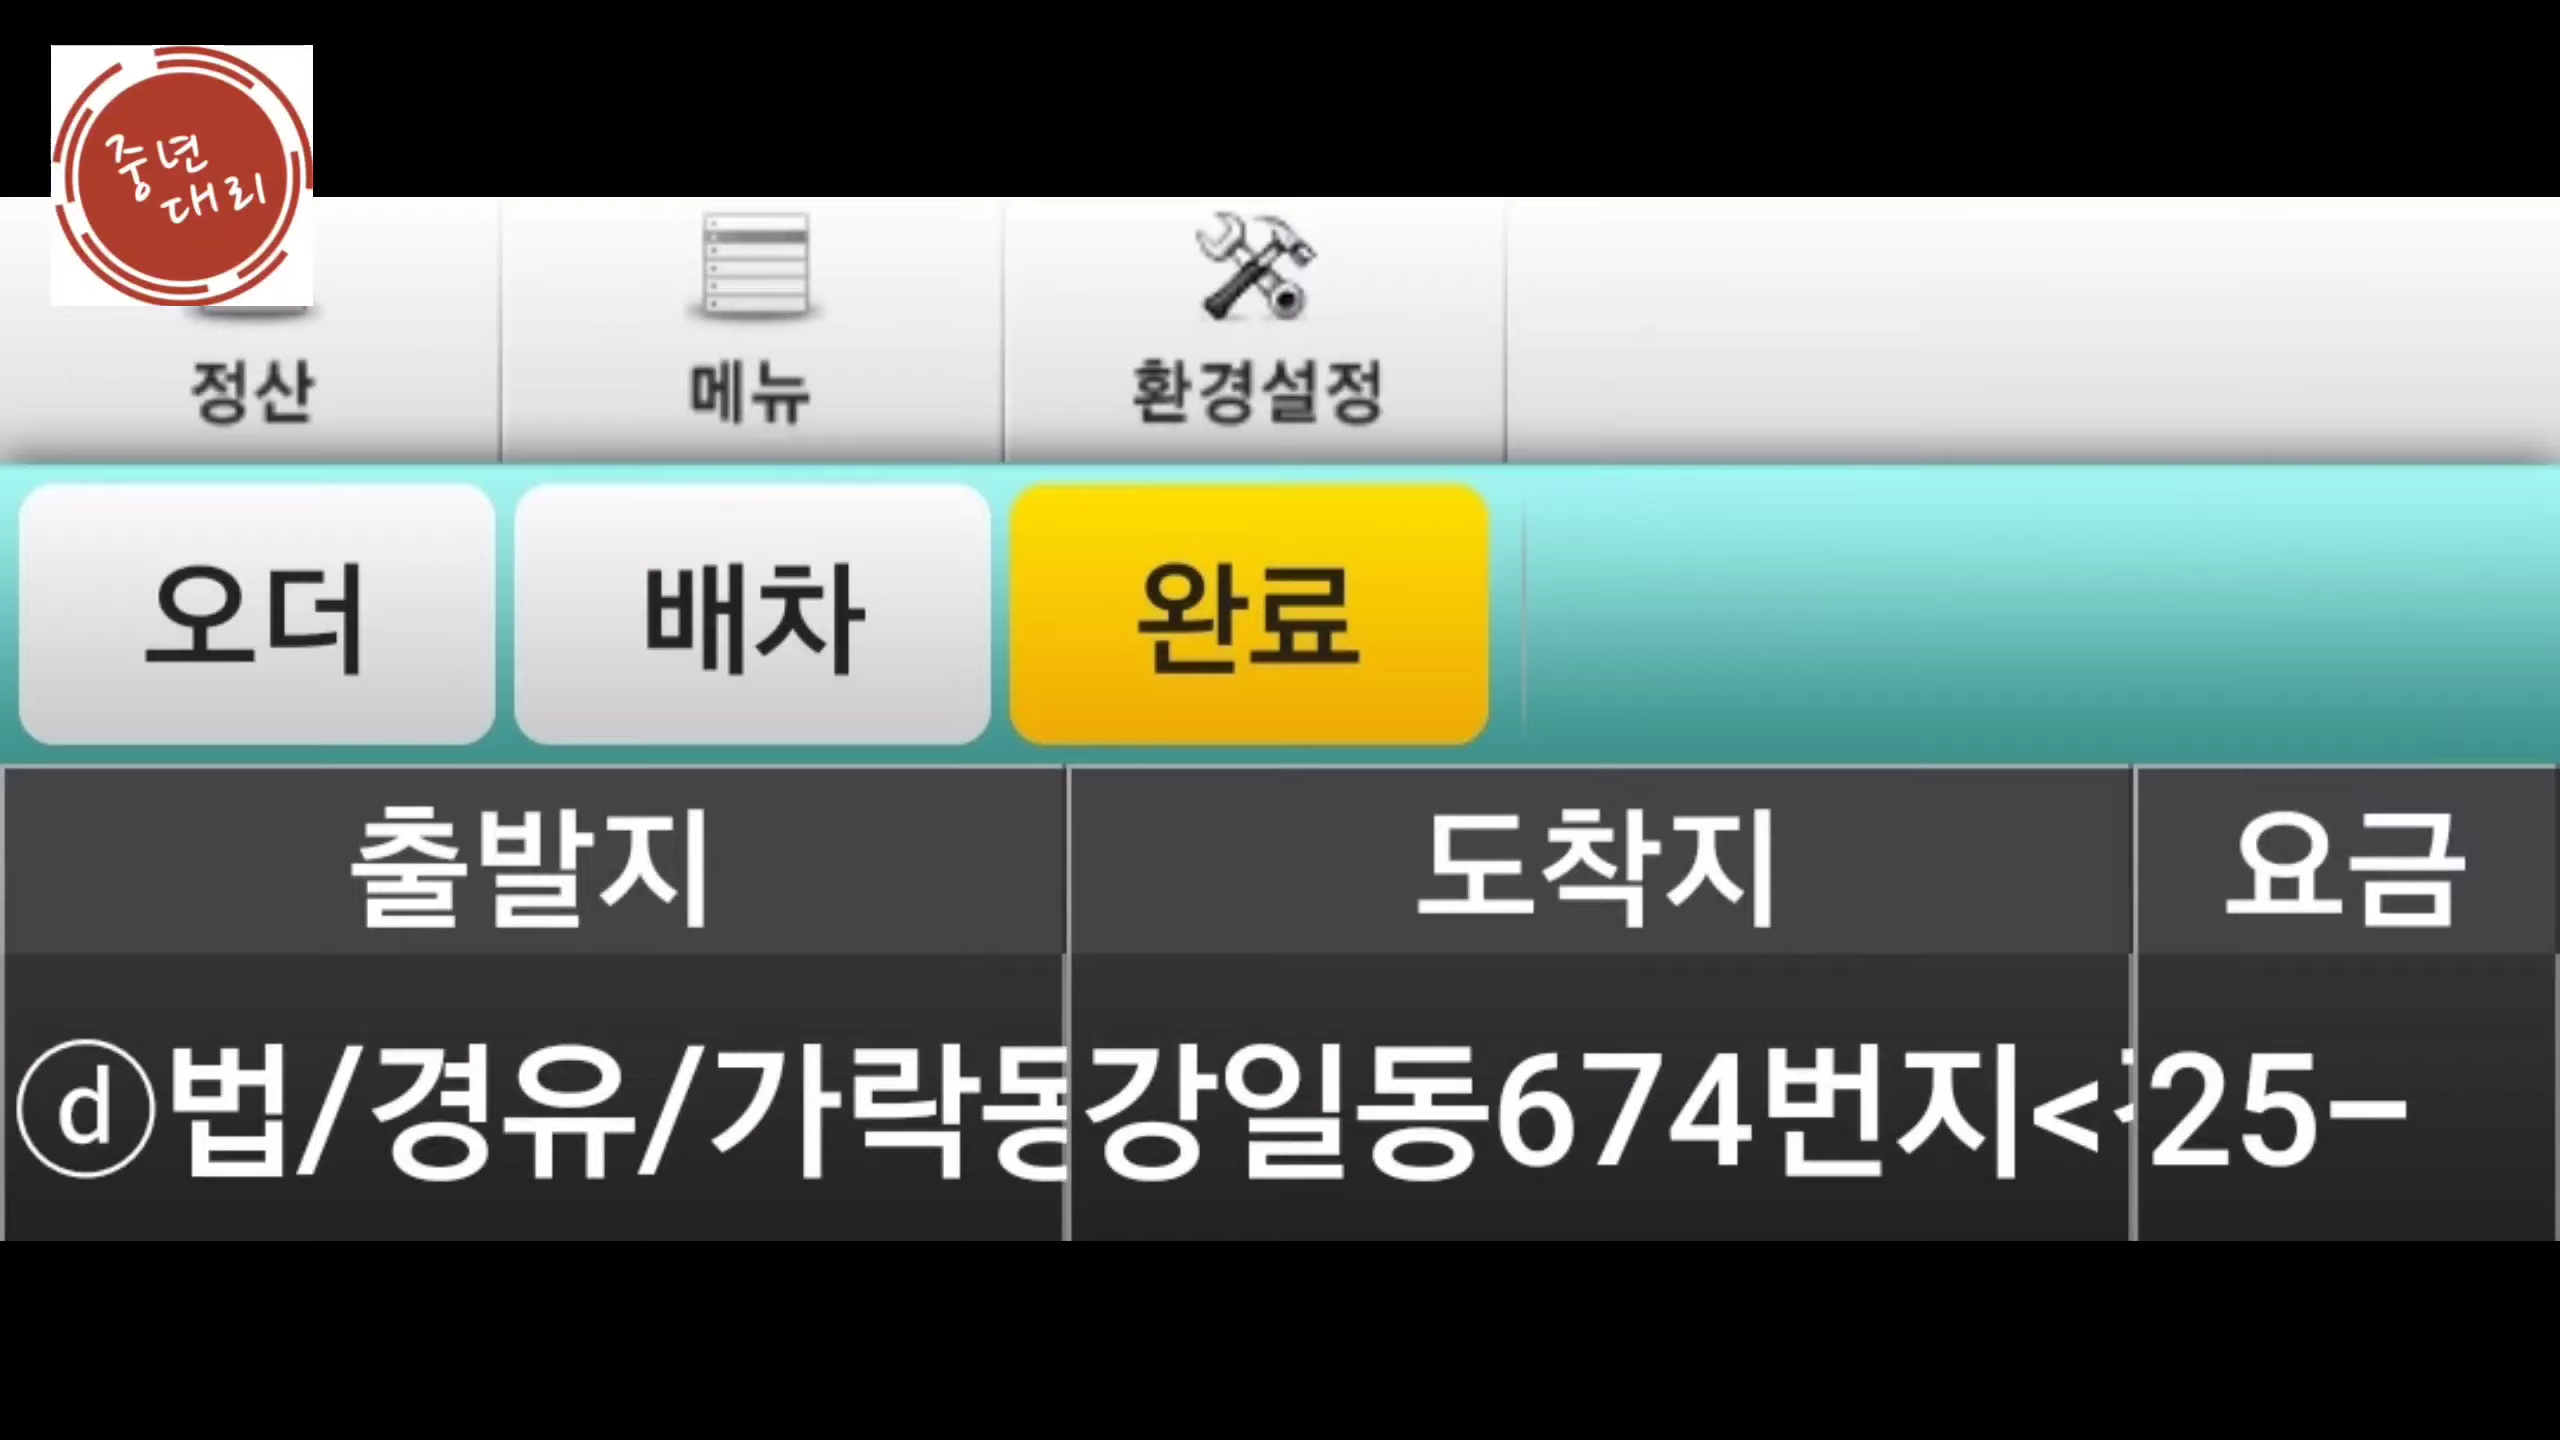 중년
대리
정산 메뉴 환경설정
오더 배차 완료
출발지 도착지 요금
ⓓ법/경유/가락동 강일동674번지< 25-